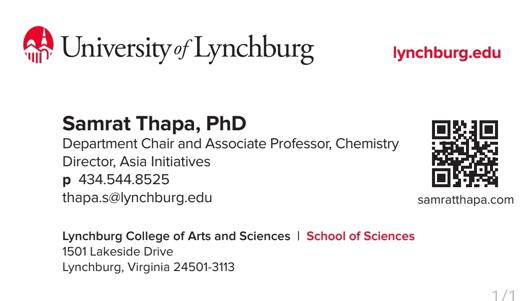 University of Lynchburg
lynchburg.edu
Samrat Thapa, PhD
Department Chair and Associate Professor, Chemistry
Director, Asia Initiatives
p 434.544.8525
thapa.s@lynchburg.edu
samratthapa.com
Lynchburg College of Arts and Sciences | School of Sciences
1501 Lakeside Drive
Lynchburg, Virginia 24501-3113
1/1